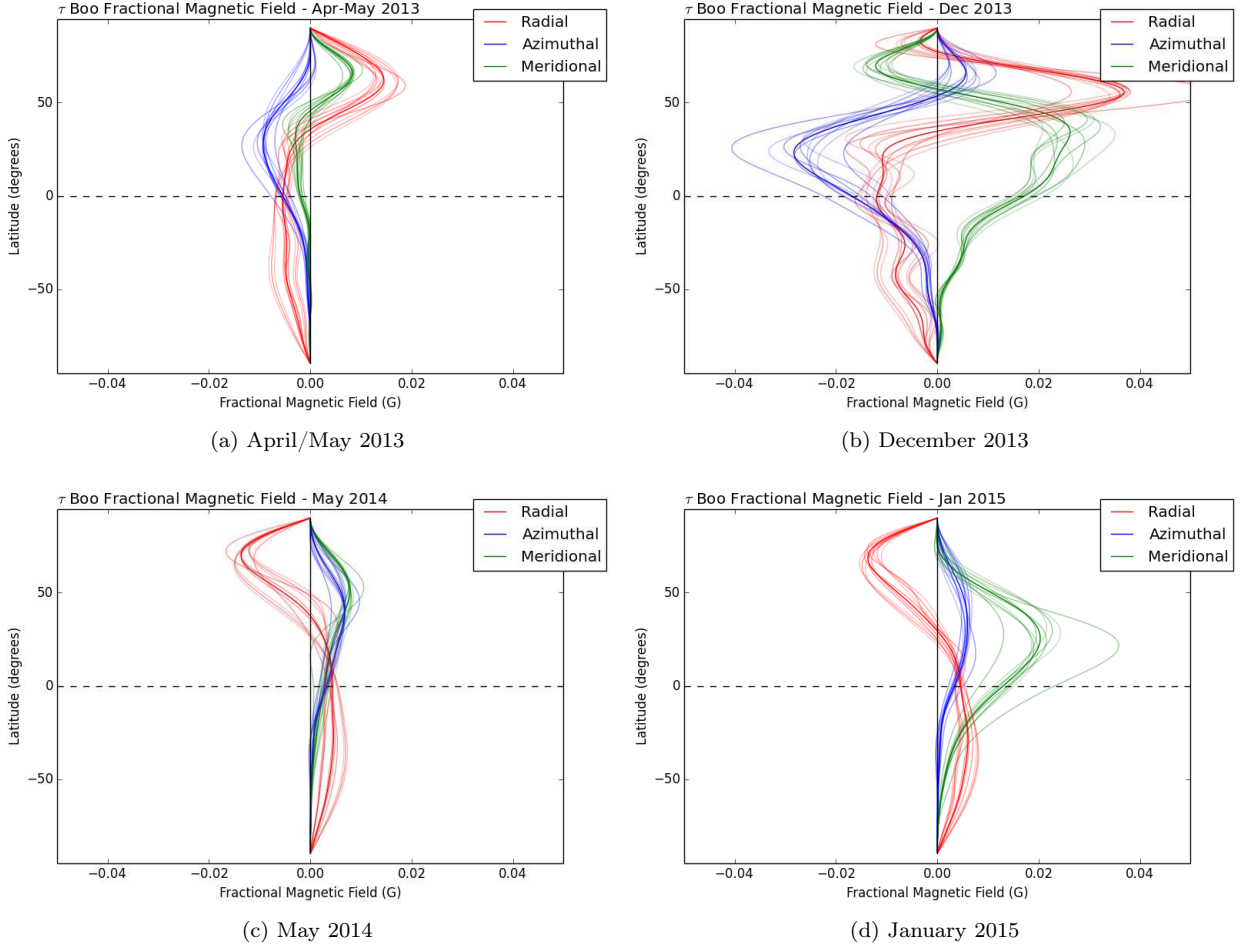 τ Boo Fractional Magnetic Field - Apr-May 2013
Radial
Azimuthal
Meridional
50
0
−50
Latitude (degrees)
−0.04 −0.02 0.00 0.02 0.04
Fractional Magnetic Field (G)
(a) April/May 2013
τ Boo Fractional Magnetic Field - Dec 2013
Radial
Azimuthal
Meridional
50
0
−50
Latitude (degrees)
−0.04 −0.02 0.00 0.02 0.04
Fractional Magnetic Field (G)
(b) December 2013
τ Boo Fractional Magnetic Field - May 2014
Radial
Azimuthal
Meridional
50
0
−50
Latitude (degrees)
−0.04 −0.02 0.00 0.02 0.04
Fractional Magnetic Field (G)
(c) May 2014
τ Boo Fractional Magnetic Field - Jan 2015
Radial
Azimuthal
Meridional
50
0
−50
Latitude (degrees)
−0.04 −0.02 0.00 0.02 0.04
Fractional Magnetic Field (G)
(d) January 2015